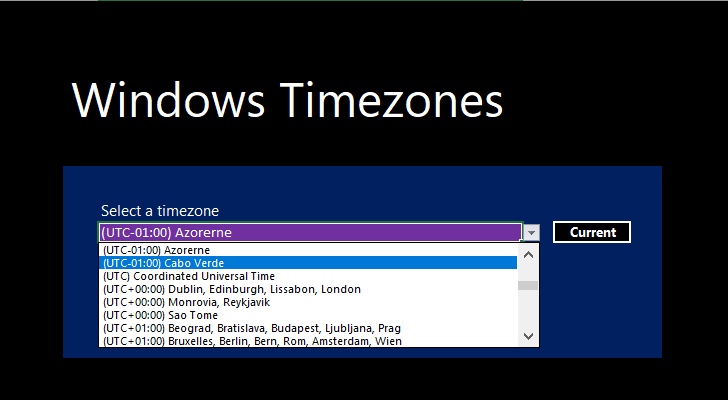 Windows Timezones
Select a timezone
(UTC-01:00) Azorerne
Current
(UTC-01:00) Azorerne
(UTC-01:00) Cabo Verde
(UTC) Coordinated Universal Time
(UTC+00:00) Dublin, Edinburgh, Lissabon, London
(UTC+00:00) Monrovia, Reykjavik
(UTC+00:00) Sao Tome
(UTC+01:00) Beograd, Bratislava, Budapest, Ljubljana, Prag
(UTC+01:00) Bruxelles, Berlin, Bern, Rom, Amsterdam, Wien